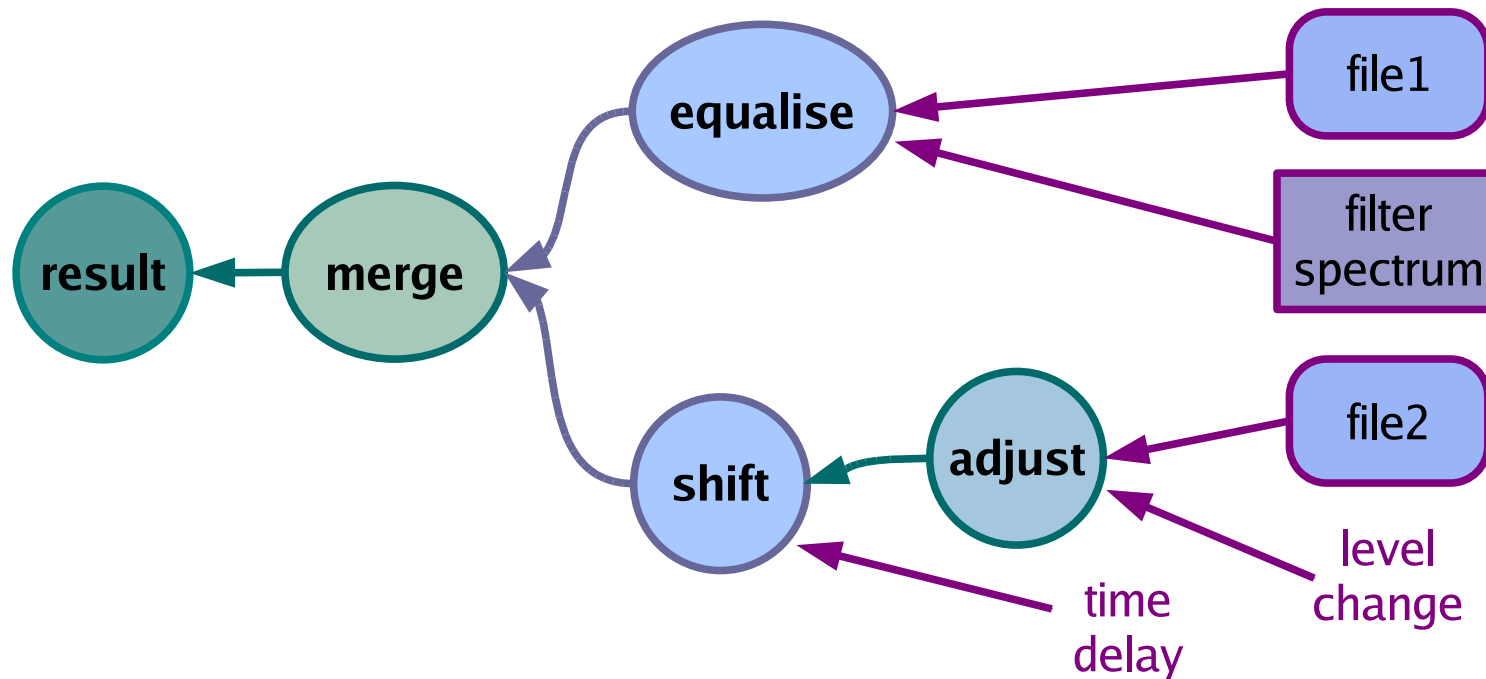 file1
equalise
filter
spectrum
result
merge
file2
adjust
shift
level
change
time
delay